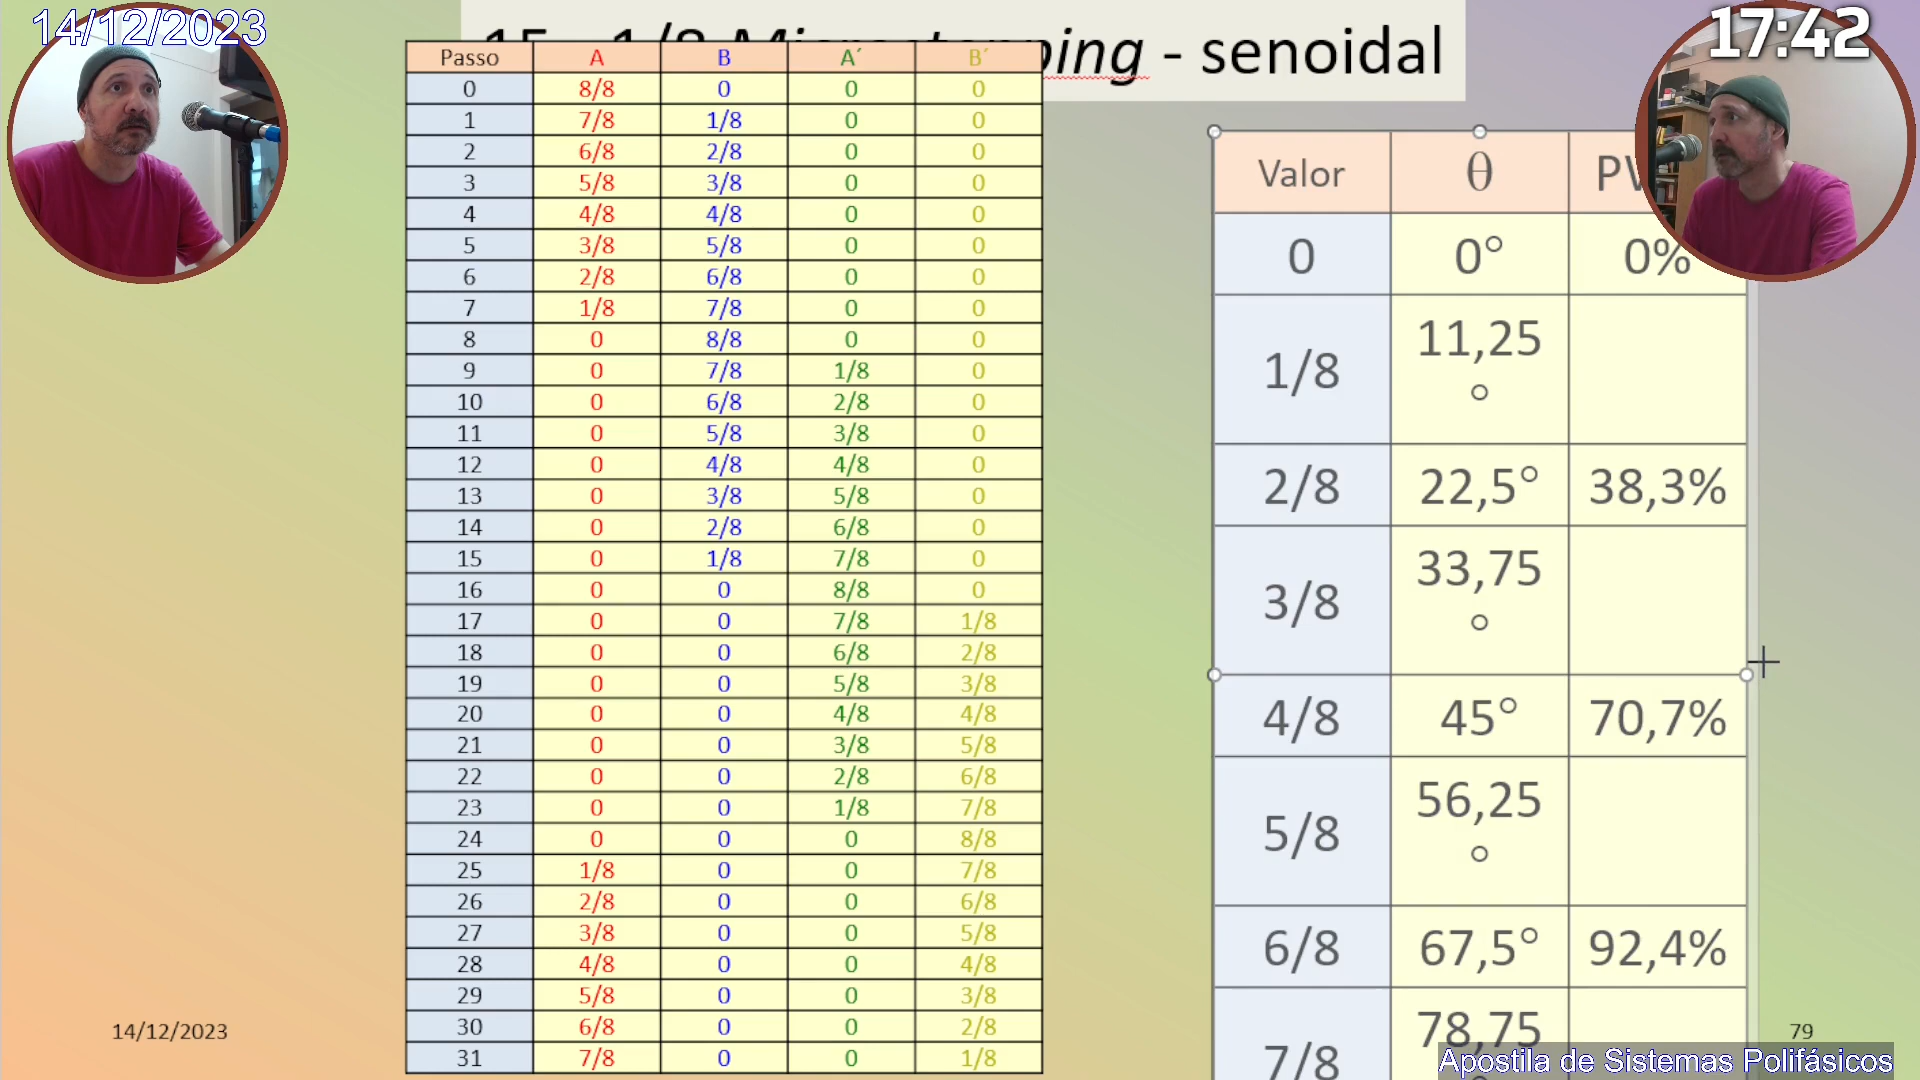 14/12/2023
17:42
ping - senoidal
Passo A B A´ B´
0 8/8 0 0 0
1 7/8 1/8 0 0
2 6/8 2/8 0 0
3 5/8 3/8 0 0
4 4/8 4/8 0 0
5 3/8 5/8 0 0
6 2/8 6/8 0 0
7 1/8 7/8 0 0
8 0 8/8 0 0
9 0 7/8 1/8 0
10 0 6/8 2/8 0
11 0 5/8 3/8 0
12 0 4/8 4/8 0
13 0 3/8 5/8 0
14 0 2/8 6/8 0
15 0 1/8 7/8 0
16 0 0 8/8 0
17 0 0 7/8 1/8
18 0 0 6/8 2/8
19 0 0 5/8 3/8
20 0 0 4/8 4/8
21 0 0 3/8 5/8
22 0 0 2/8 6/8
23 0 0 1/8 7/8
24 0 0 0 8/8
25 1/8 0 0 7/8
26 2/8 0 0 6/8
27 3/8 0 0 5/8
28 4/8 0 0 4/8
29 5/8 0 0 3/8
30 6/8 0 0 2/8
31 7/8 0 0 1/8
Valor θ
0 0° 0%
1/8 11,25
°
2/8 22,5° 38,3%
3/8 33,75
°
4/8 45° 70,7%
5/8 56,25
°
6/8 67,5° 92,4%
7/8 78,75
14/12/2023
79
Apostila de Sistemas Polifásicos